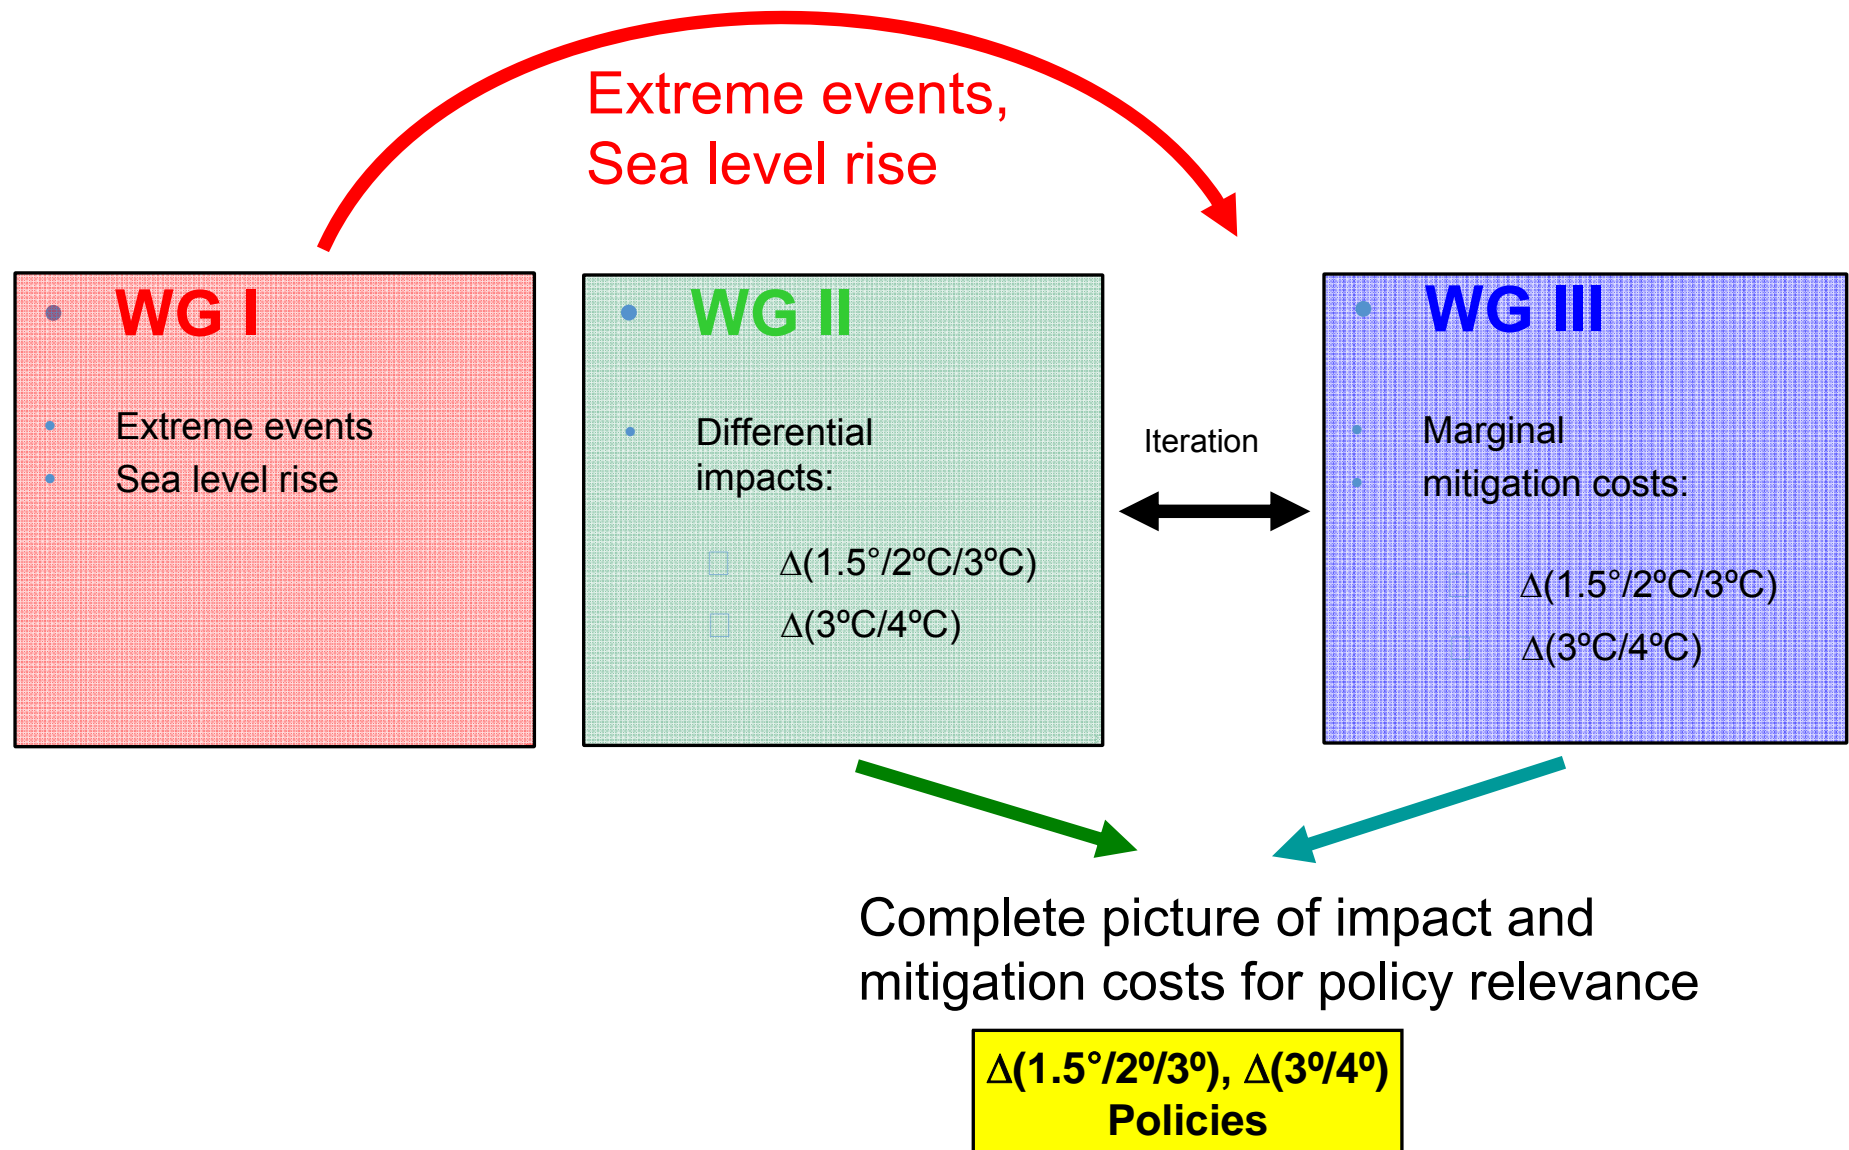 Extreme events,
Sea level rise
• WG I
• Extreme events
• Sea level rise
• WG II
• Differential
impacts:
□ Δ(1.5°/2ºC/3ºC)
□ Δ(3ºC/4ºC)
Iteration
• WG III
• Marginal
• mitigation costs:
□ Δ(1.5°/2ºC/3ºC)
□ Δ(3ºC/4ºC)
Complete picture of impact and
mitigation costs for policy relevance
Δ(1.5°/2º/3º), Δ(3º/4º)
Policies